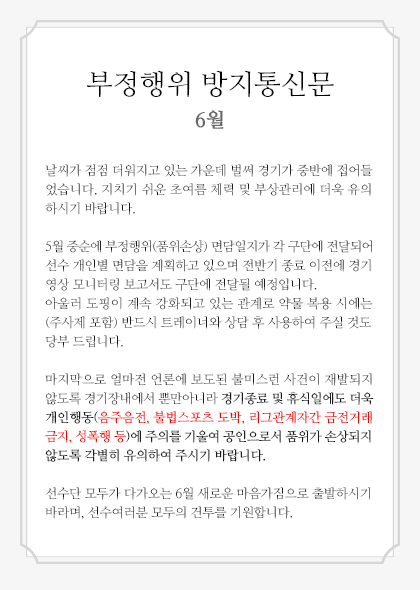 부정행위 방지통신문
6월
날씨가 점점 더워지고 있는 가운데 벌써 경기가 중반에 접어들
었습니다. 지치기 쉬운 초여름 체력 및 부상관리에 더욱 유의
하시기 바랍니다.
5월 중순에 부정행위(품위손상) 면담일지가 각 구단에 전달되어
선수 개인별 면담을 계획하고 있으며 전반기 종료 이전에 경기
영상 모니터링 보고서도 구단에 전달될 예정입니다.
아울러 도핑이 계속 강화되고 있는 관계로 약물 복용 시에는
(주사제 포함) 반드시 트레이너와 상담 후 사용하여 주실 것도
당부 드립니다.
마지막으로 얼마전 언론에 보도된 불미스런 사건이 재발되지
않도록 경기장내에서 뿐만아니라 경기종료 및 휴식일에도 더욱
개인행동(음주음전, 불법스포츠 도박, 리그관계자간 금전거래
금지, 성폭행 등)에 주의를 기울여 공인으로서 품위가 손상되지
않도록 각별히 유의하여 주시기 바랍니다.
선수단 모두가 다가오는 6월 새로운 마음가짐으로 출발하시기
바라며, 선수여러분 모두의 건투를 기원합니다.